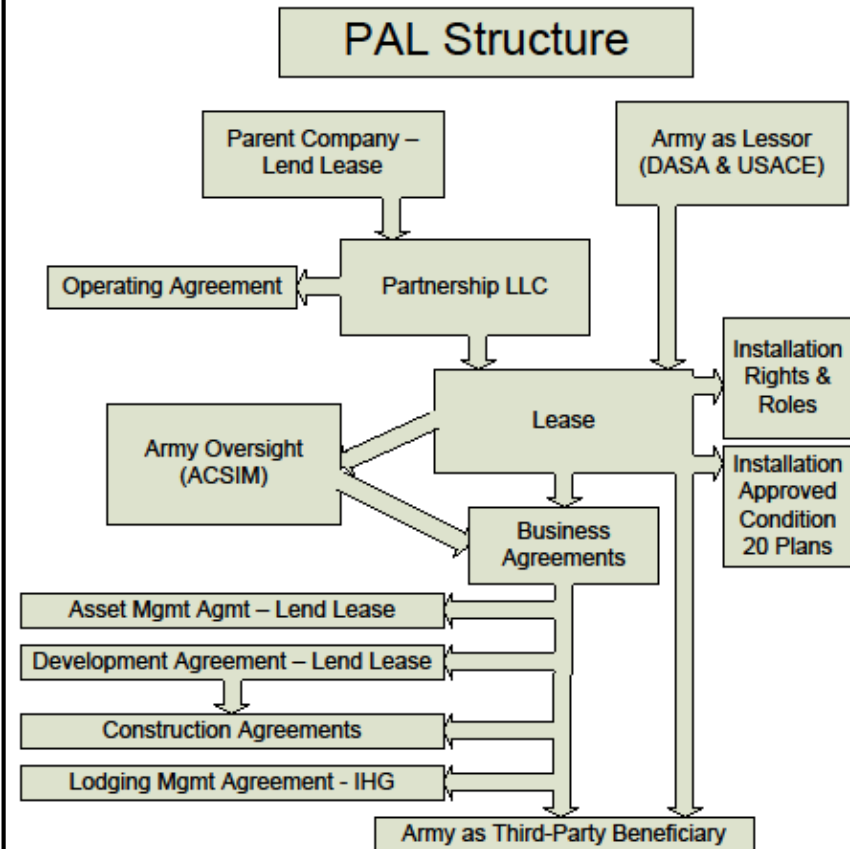 PAL Structure
Parent Company –
Lend Lease
Army as Lessor
(DASA & USACE)
Operating Agreement
Partnership LLC
Installation
Rights &
Roles
Lease
Army Oversight
(ACSIM)
Installation
Approved
Condition
20 Plans
Business
Agreements
Asset Mgmt Agmt – Lend Lease
Development Agreement – Lend Lease
Construction Agreements
Lodging Mgmt Agreement - IHG
Army as Third-Party Beneficiary